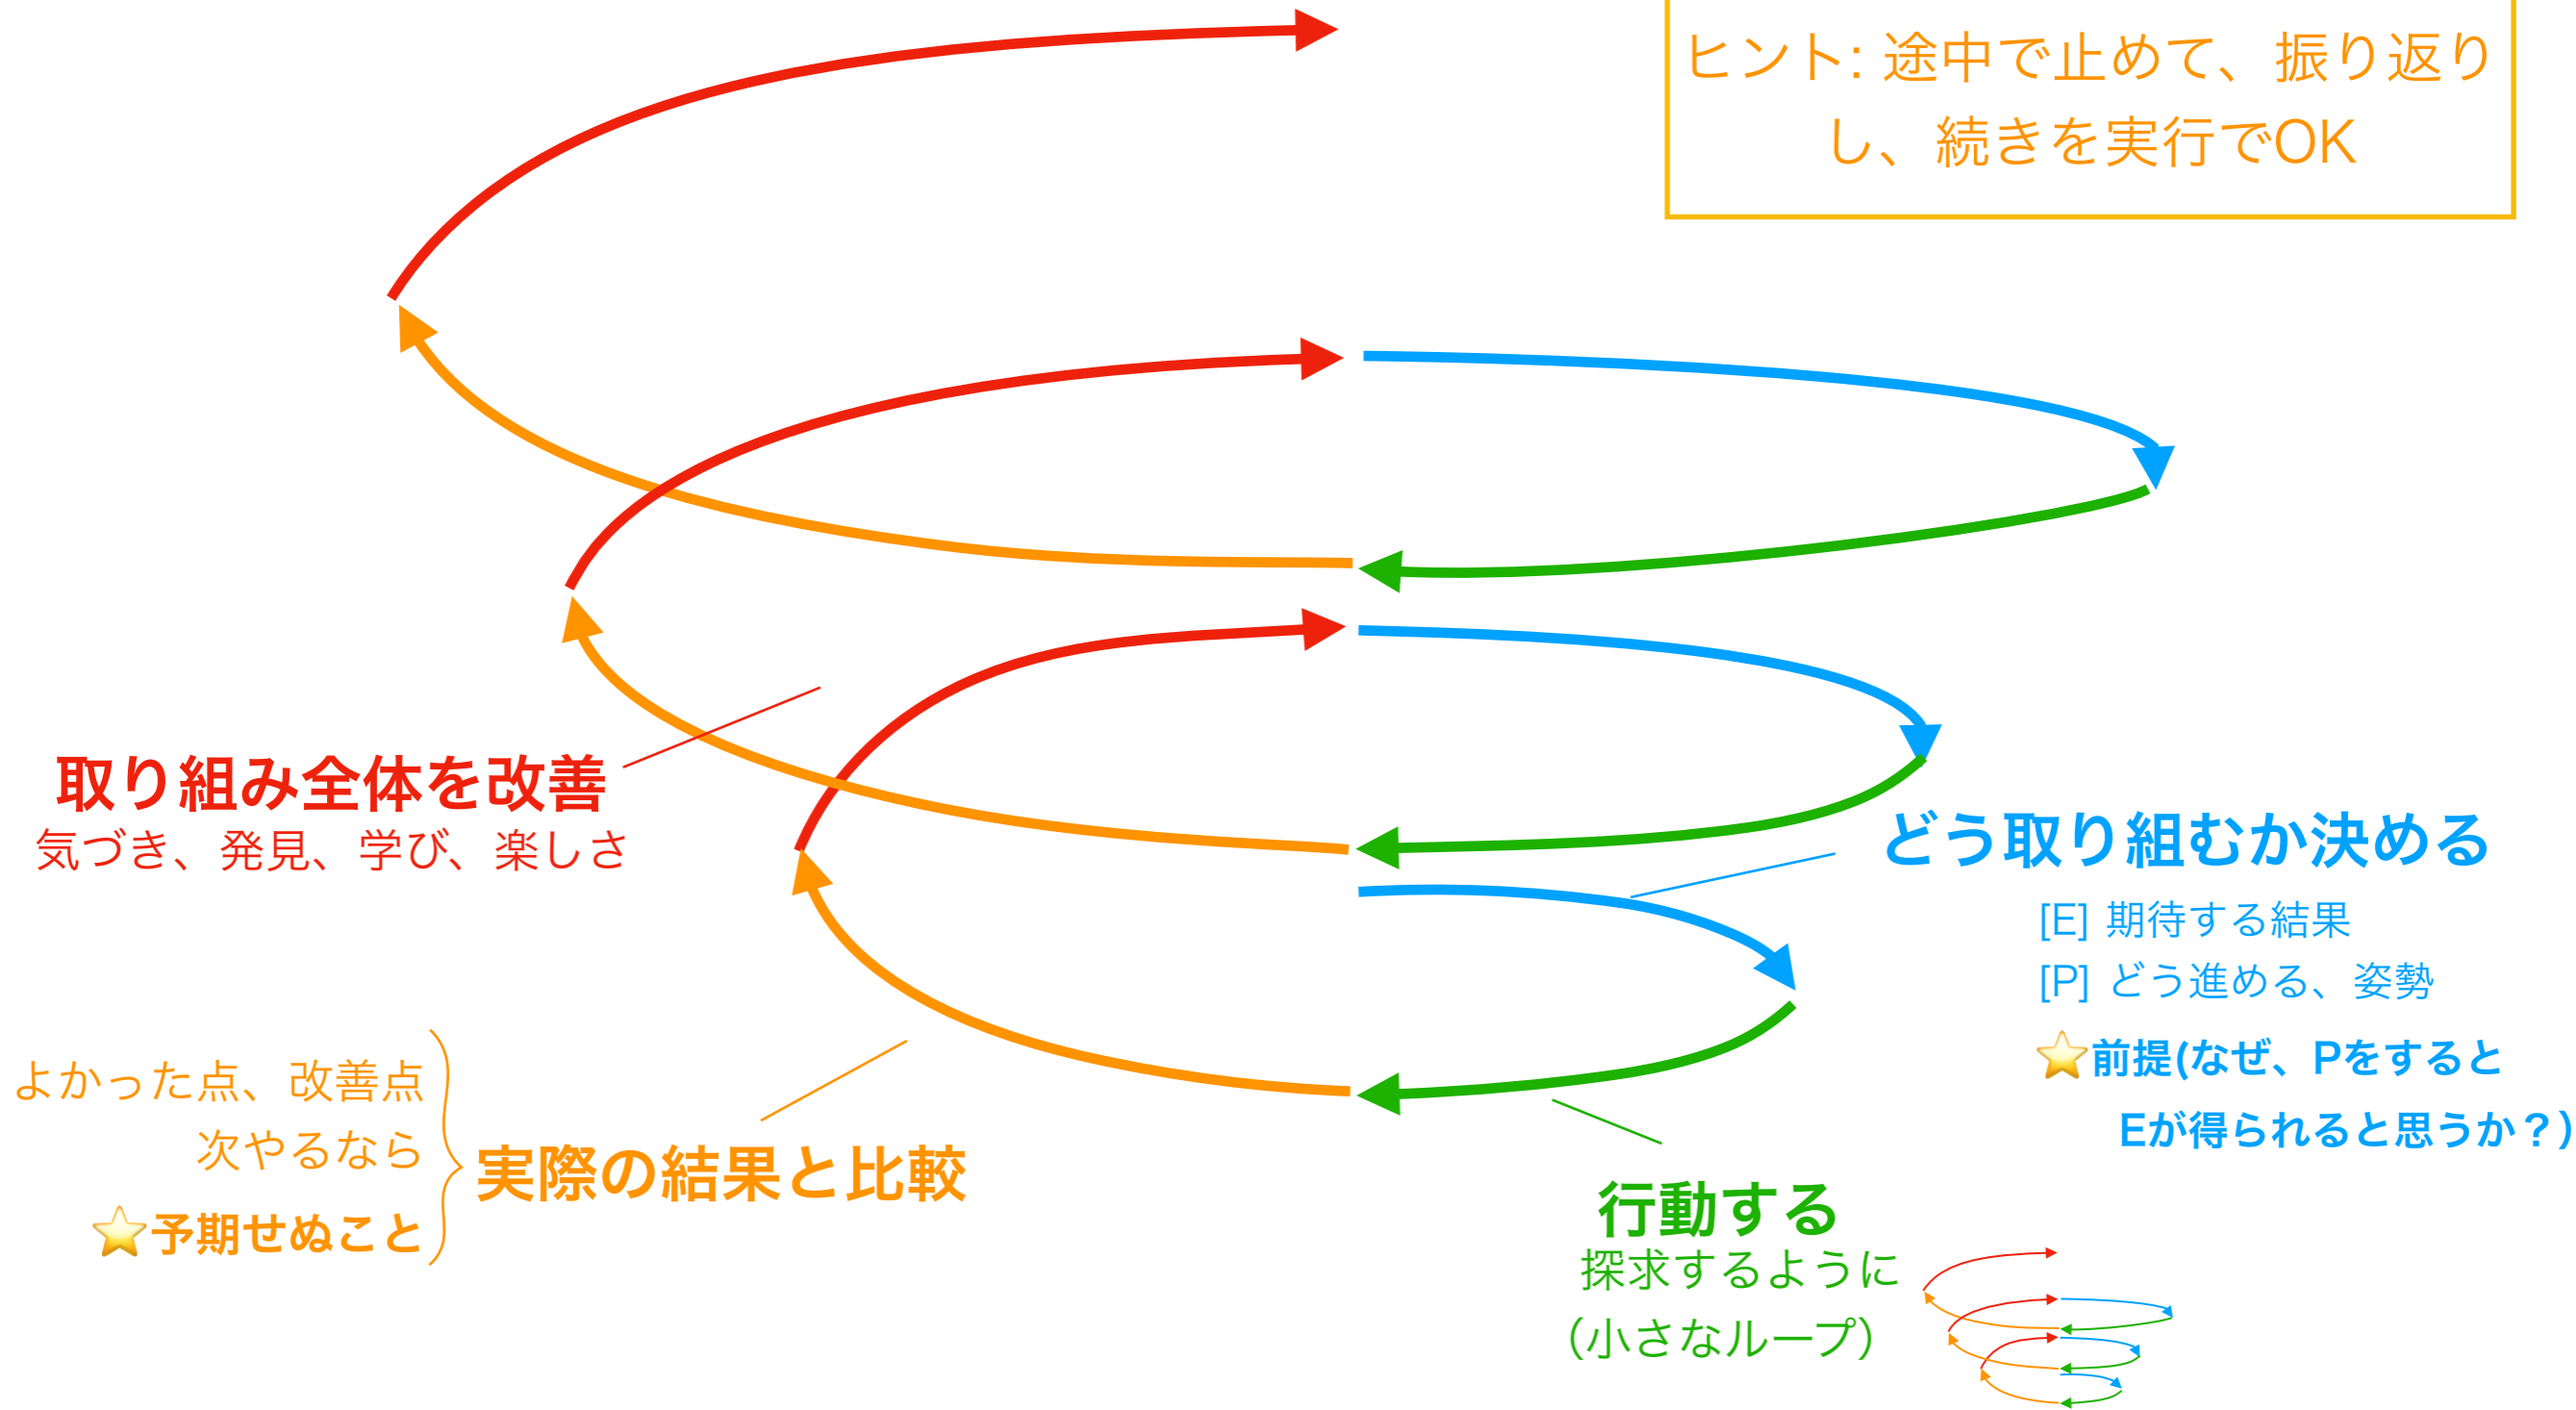 ヒント: 途中で止めて、振り返り
し、続きを実行でOK
取り組み全体を改善
気づき、発見、学び、楽しさ
どう取り組むか決める
[E] 期待する結果
[P] どう進める、姿勢
⭐前提(なぜ、Pをすると
Eが得られると思うか？)
よかった点、改善点
次やるなら
⭐予期せぬこと
実際の結果と比較
行動する
探求するように
（小さなループ）